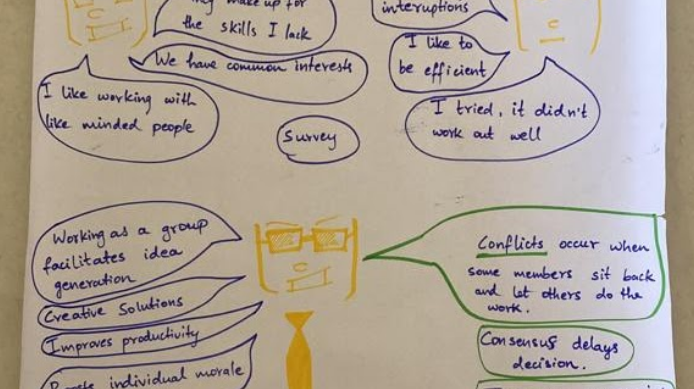 make up for
the skills I lack
We have common interests
I like working with
like minded people
interuptions
I like to
be efficient
I tried, it didn't
work out well
Survey
Working as a group
facilitates idea
generation
Creative Solutions
Improves productivity
individual morale
Conflicts occur when
some members sit back
and let others do the
work.
Consensus delays
decision.